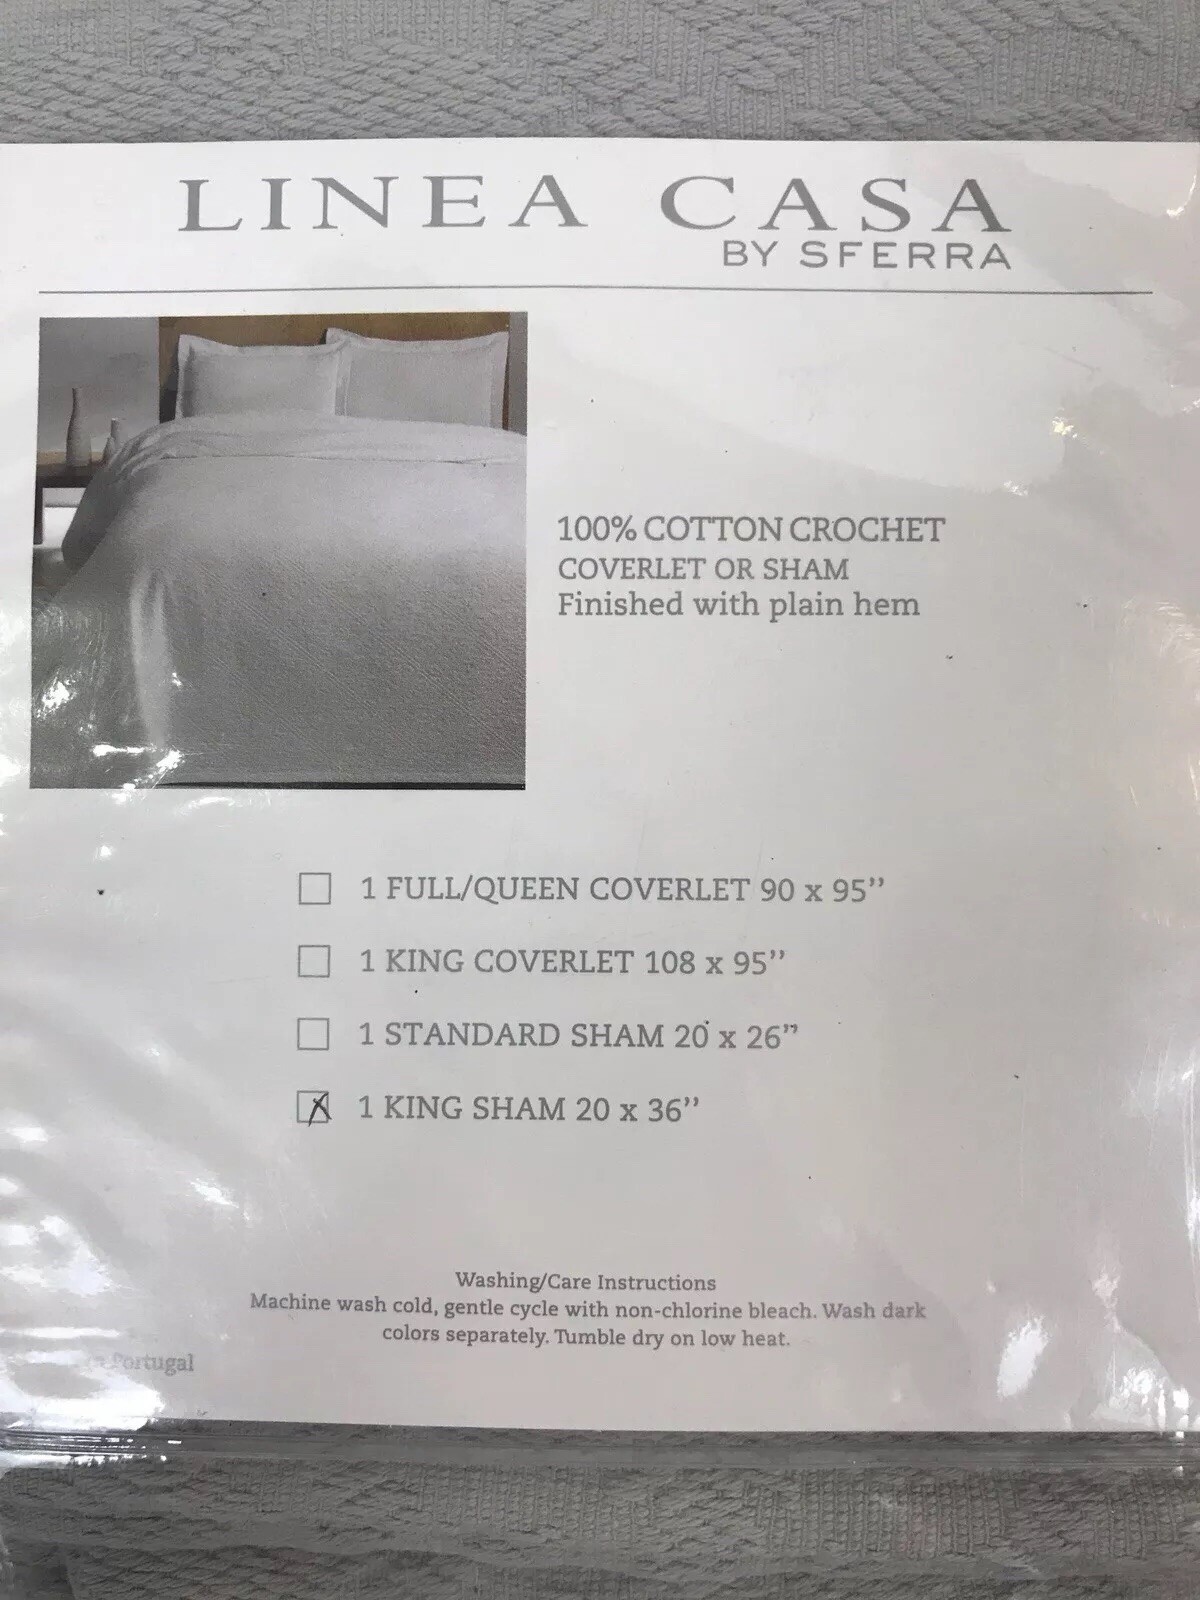 LINEA CASA
BY SFERRA
100% COTTON CROCHET
COVERLET OR SHAM
Finished with plain hem
1 FULL/QUEEN COVERLET 90 x 95’’
1 KING COVERLET 108 x 95’’
1 STANDARD SHAM 20 x 26’’
1 KING SHAM 20 x 36’’
Washing/Care Instructions
Machine wash cold, gentle cycle with non-chlorine bleach. Wash dark
colors separately. Tumble dry on low heat.
Portugal